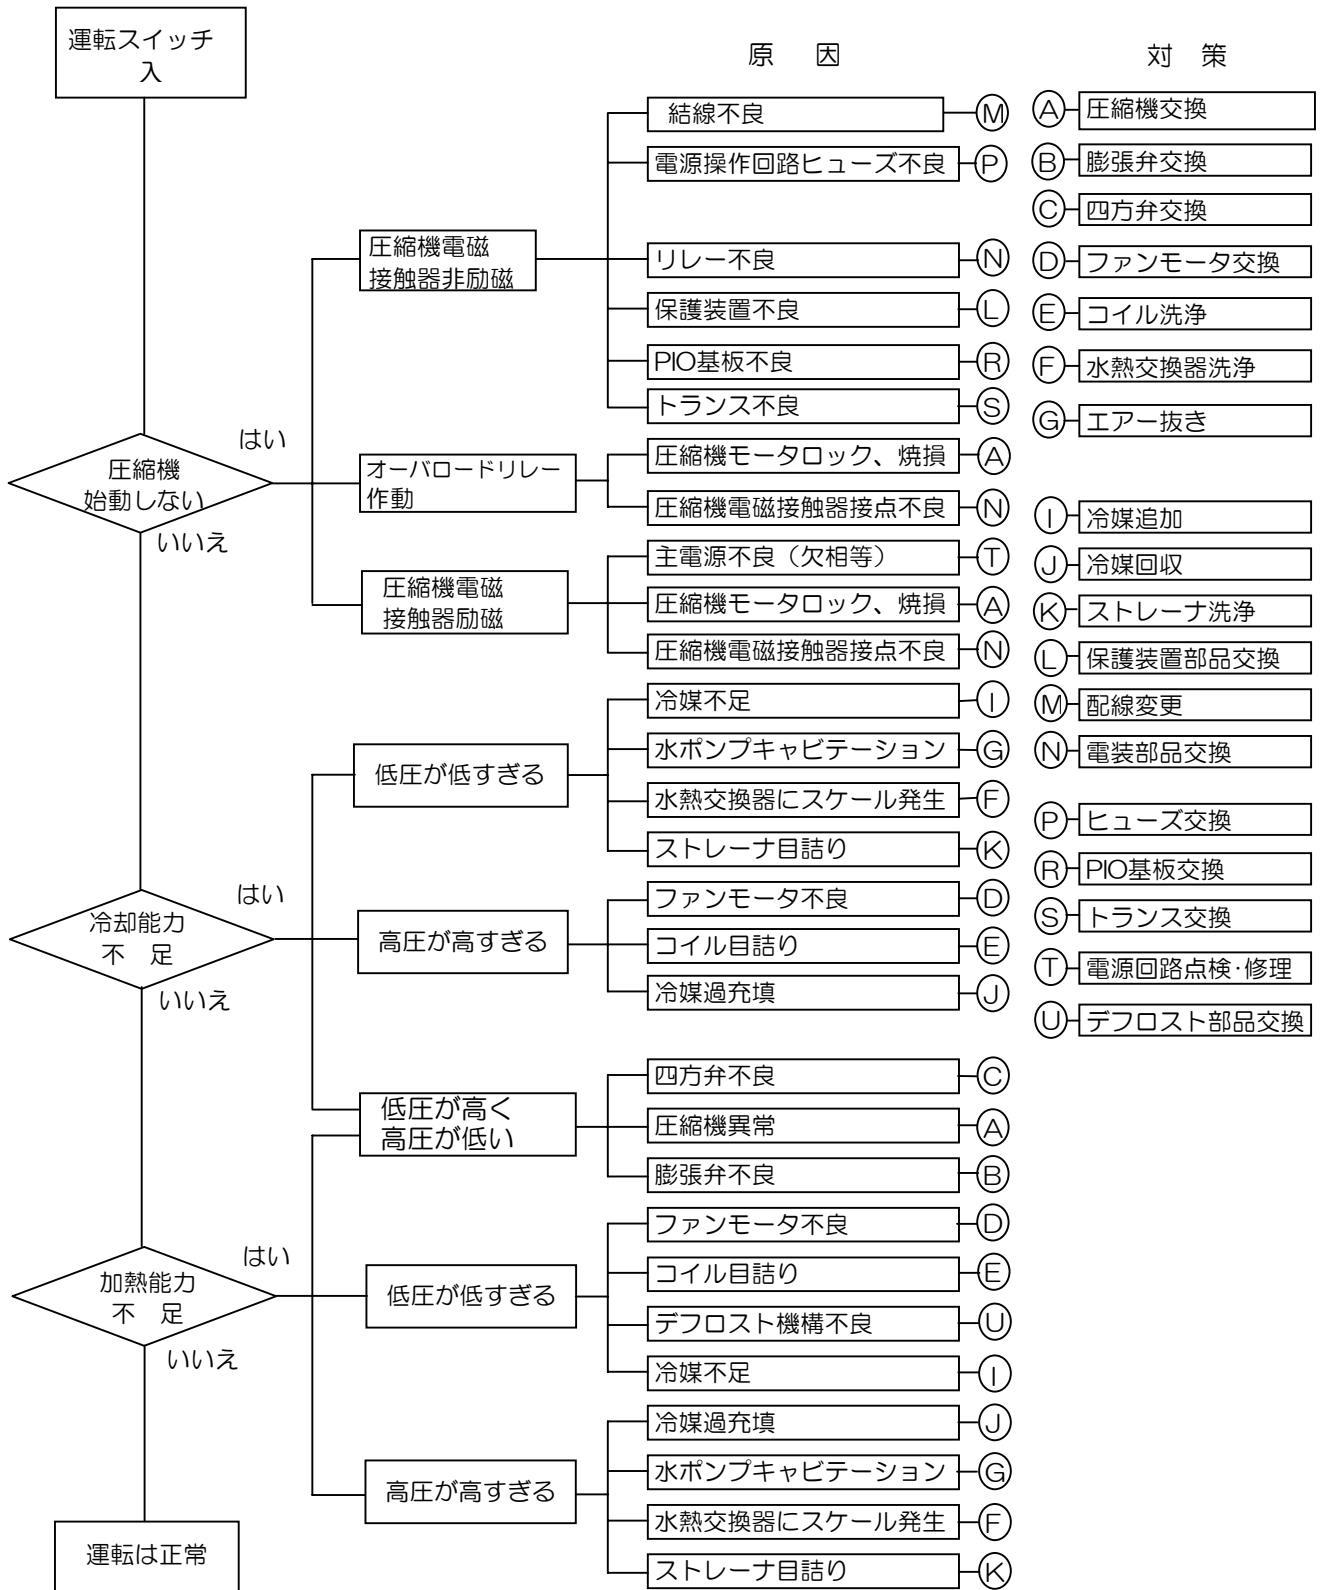 運転スイッチ
入
原 因
対 策
結線不良 M
電源操作回路ヒューズ不良 P
圧縮機電磁
接触器非励磁
リレー不良 N
保護装置不良 L
PIO基板不良 R
トランス不良 S
はい
圧縮機
始動しない
いいえ
オーバロードリレー
作動
圧縮機モータロック、焼損 A
圧縮機電磁接触器接点不良 N
圧縮機電磁
接触器励磁
主電源不良（欠相等） T
圧縮機モータロック、焼損 A
圧縮機電磁接触器接点不良 N
低圧が低すぎる
冷媒不足 I
水ポンプキャビテーション G
水熱交換器にスケール発生 F
ストレーナ目詰り K
はい
冷却能力
不 足
いいえ
高圧が高すぎる
ファンモータ不良 D
コイル目詰り E
冷媒過充填 J
低圧が高く
高圧が低い
四方弁不良 C
圧縮機異常 A
膨張弁不良 B
はい
加熱能力
不 足
いいえ
低圧が低すぎる
ファンモータ不良 D
コイル目詰り E
デフロスト機構不良 U
冷媒不足 I
高圧が高すぎる
冷媒過充填 J
水ポンプキャビテーション G
水熱交換器にスケール発生 F
ストレーナ目詰り K
運転は正常
A 圧縮機交換
B 膨張弁交換
C 四方弁交換
D ファンモータ交換
E コイル洗浄
F 水熱交換器洗浄
G エアー抜き
I 冷媒追加
J 冷媒回収
K ストレーナ洗浄
L 保護装置部品交換
M 配線変更
N 電装部品交換
P ヒューズ交換
R PIO基板交換
S トランス交換
T 電源回路点検･修理
U デフロスト部品交換